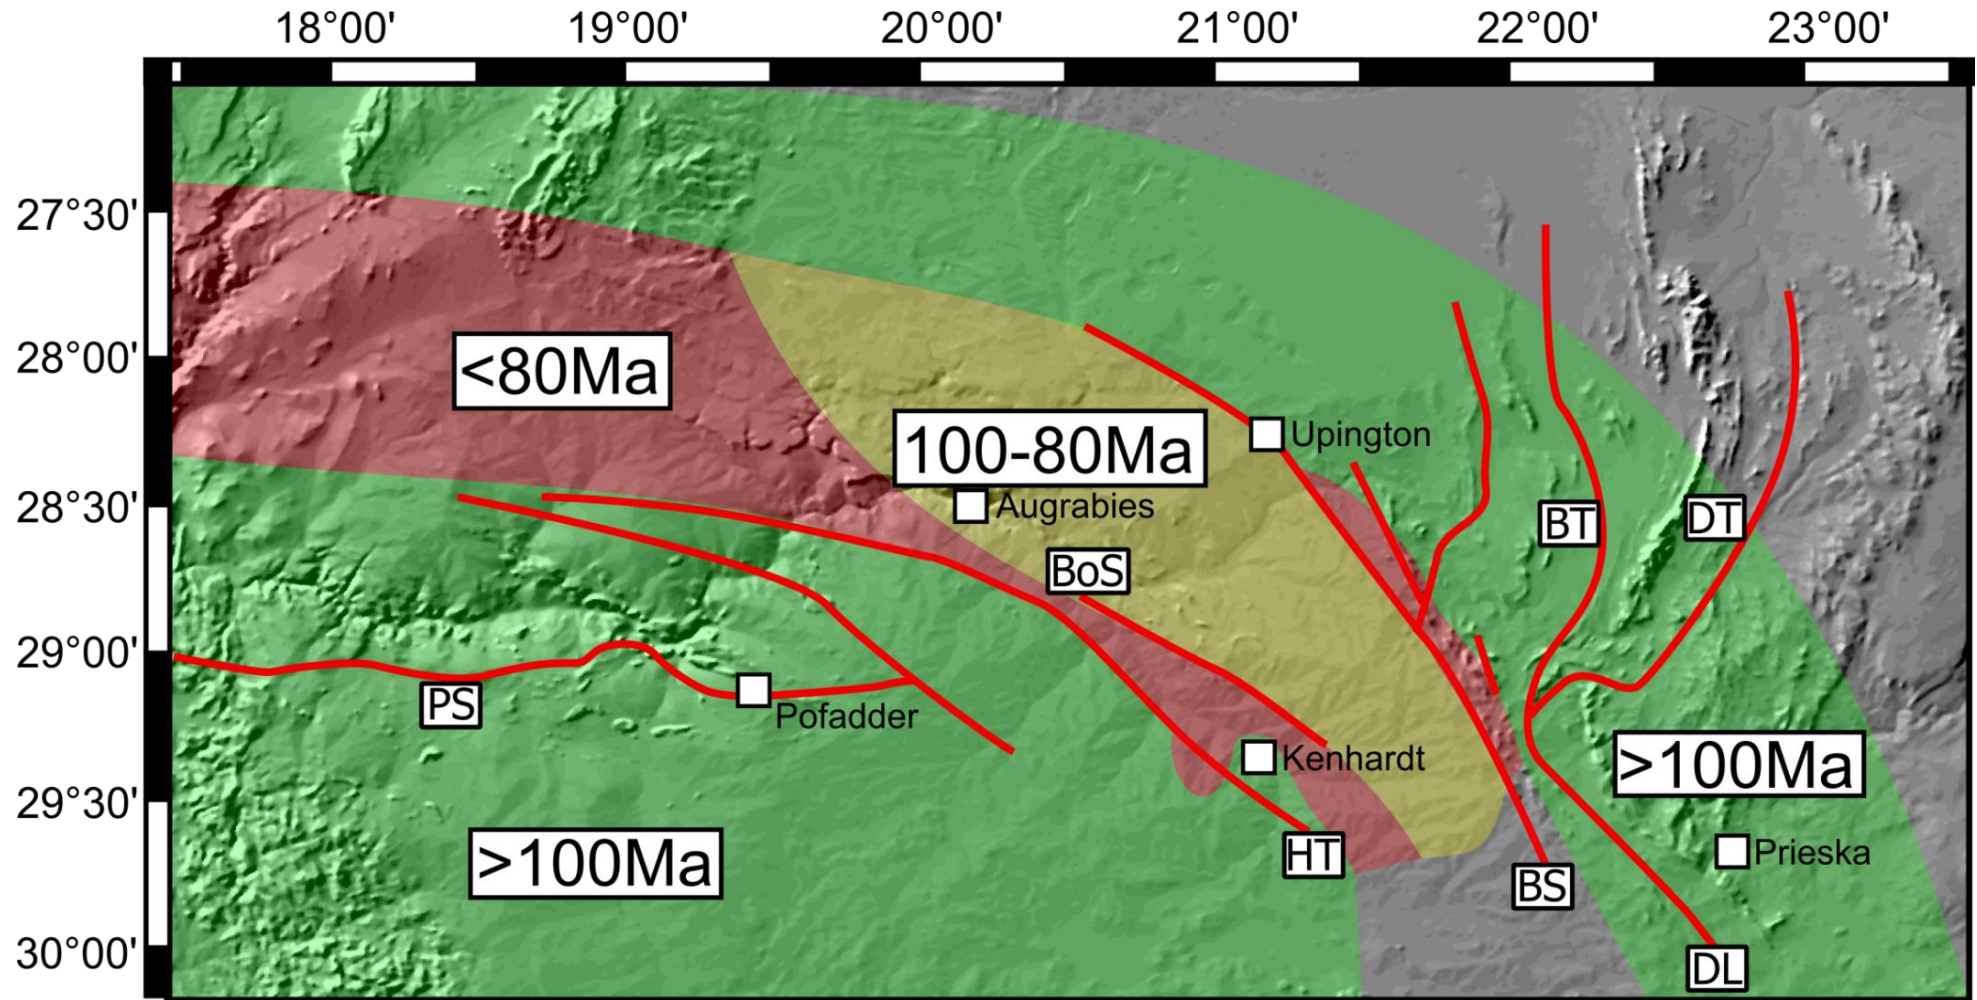 18°00' 19°00' 20°00' 21°00' 22°00' 23°00'
27°30'
28°00'
28°30'
29°00'
29°30'
30°00'
<80Ma
100-80Ma
Upington
Augrabies
BT
DT
BoS
PS
Pofadder
Kenhardt
>100Ma
>100Ma
HT
Prieska
BS
DL